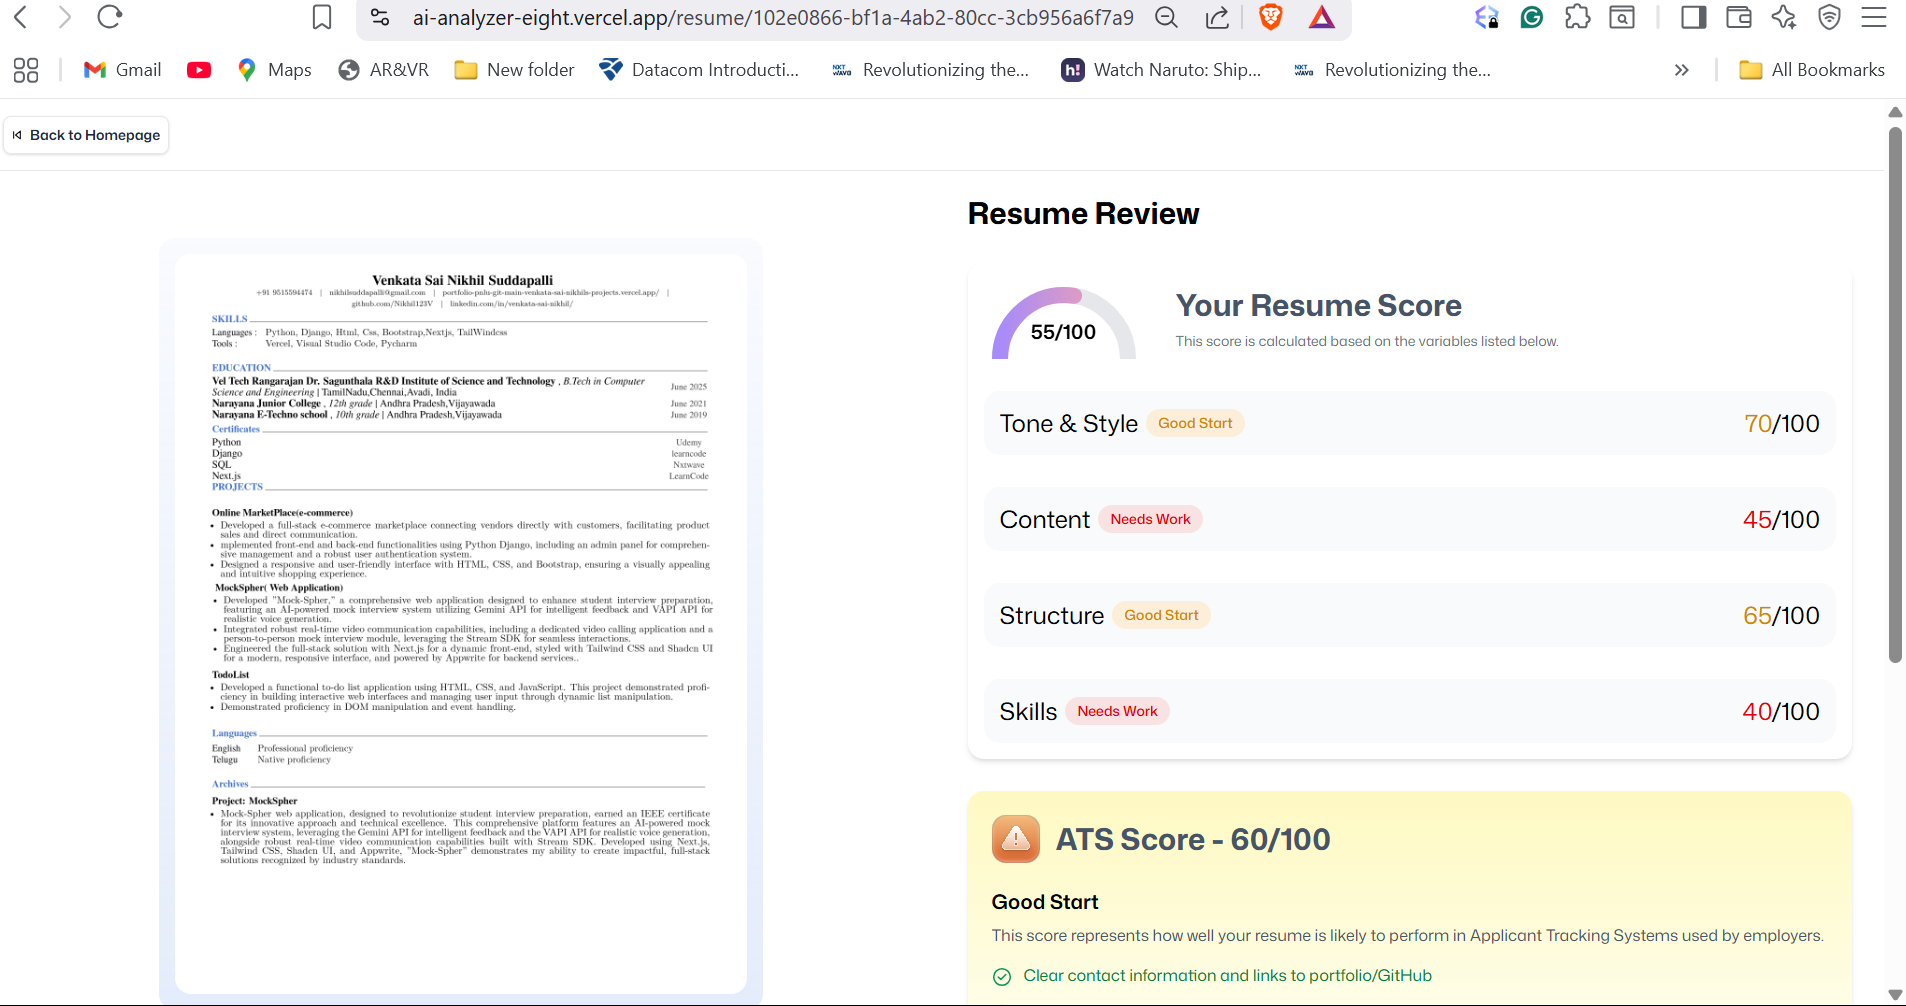 ai-analyzer-eight.vercel.app/resume/102e0866-bf1a-4ab2-80cc-3cb956a6f7a9
Gmail
Maps
AR&VR
New folder
Datacom Introducti...
NXT WAVE
Revolutionizing the...
h!
Watch Naruto: Ship...
NXT WAVE
Revolutionizing the...
All Bookmarks
Back to Homepage
Venkata Sai Nikhil Suddapalli
+91 9515594474 | nikhilsuddapalli@gmail.com | portfolio-pulu-git-main-venkata-sai-nikhils-projects.vercel.app/ |
github.com/Nikhil123V | linkedin.com/in/venkata-sai-nikhil/
SKILLS
Languages : Python, Django, Html, Css, Bootstrap,Nextjs, TailWindcss
Tools : Vercel, Visual Studio Code, Pycharm
EDUCATION
Vel Tech Rangarajan Dr. Sagunthala R&D Institute of Science and Technology , B.Tech in Computer
Science and Engineering | TamilNadu,Chennai,Avadi, India June 2025
Narayana Junior College , 12th grade | Andhra Pradesh,Vijayawada June 2021
Narayana E-Techno school , 10th grade | Andhra Pradesh,Vijayawada June 2019
Certificates
Python Udemy
Django learncode
SQL Nxtwave
Next.js LearnCode
PROJECTS
Online MarketPlace(e-commerce)
• Developed a full-stack e-commerce marketplace connecting vendors directly with customers, facilitating product
sales and direct communication.
• mplemented front-end and back-end functionalities using Python Django, including an admin panel for comprehen-
sive management and a robust user authentication system.
• Designed a responsive and user-friendly interface with HTML, CSS, and Bootstrap, ensuring a visually appealing
and intuitive shopping experience.
MockSpher( Web Application)
• Developed "Mock-Spher," a comprehensive web application designed to enhance student interview preparation,
featuring an AI-powered mock interview system utilizing Gemini API for intelligent feedback and VAPI API for
realistic voice generation.
• Integrated robust real-time video communication capabilities, including a dedicated video calling application and a
person-to-person mock interview module, leveraging the Stream SDK for seamless interactions.
• Engineered the full-stack solution with Next.js for a dynamic front-end, styled with Tailwind CSS and Shadcn UI
for a modern, responsive interface, and powered by Appwrite for backend services..
TodoList
• Developed a functional to-do list application using HTML, CSS, and JavaScript. This project demonstrated profi-
ciency in building interactive web interfaces and managing user input through dynamic list manipulation.
• Demonstrated proficiency in DOM manipulation and event handling.
Languages
English Professional proficiency
Telugu Native proficiency
Archives
Project: MockSpher
• Mock-Spher web application, designed to revolutionize student interview preparation, earned an IEEE certificate
for its innovative approach and technical excellence. This comprehensive platform features an AI-powered mock
interview system, leveraging the Gemini API for intelligent feedback and the VAPI API for realistic voice generation,
alongside robust real-time video communication capabilities built with Stream SDK. Developed using Next.js,
Tailwind CSS, Shadcn UI, and Appwrite, "Mock-Spher" demonstrates my ability to create impactful, full-stack
solutions recognized by industry standards.
Resume Review
55/100
Your Resume Score
This score is calculated based on the variables listed below.
Tone & Style Good Start 70/100
Content Needs Work 45/100
Structure Good Start 65/100
Skills Needs Work 40/100
ATS Score - 60/100
Good Start
This score represents how well your resume is likely to perform in Applicant Tracking Systems used by employers.
Clear contact information and links to portfolio/GitHub